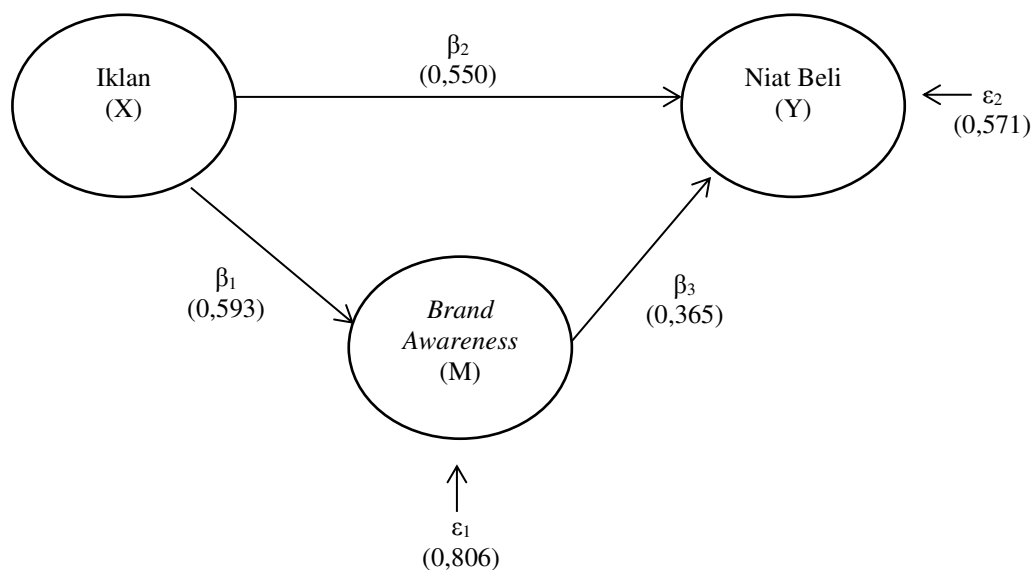 Iklan
(X)
β₂
(0,550)
Niat Beli
(Y)
ε₂
(0,571)
β₁
(0,593)
Brand
Awareness
(M)
β₃
(0,365)
ε₁
(0,806)